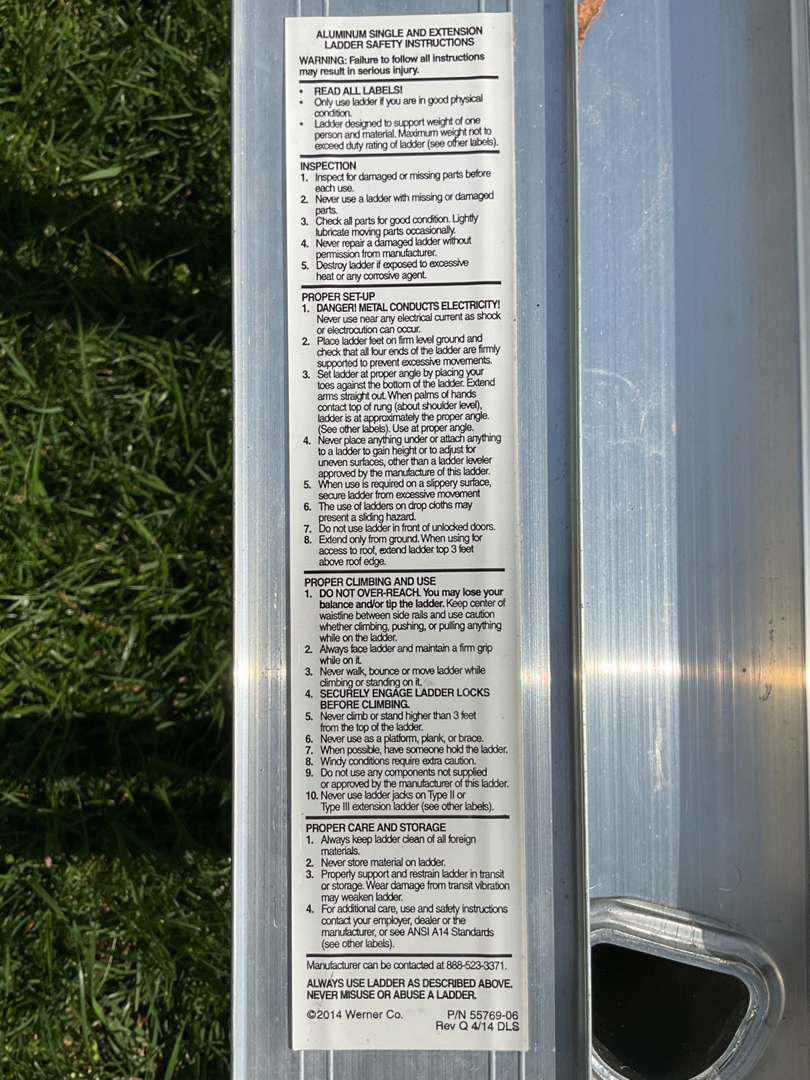 ALUMINUM SINGLE AND EXTENSION
LADDER SAFETY INSTRUCTIONS
WARNING: Failure to follow all instructions
may result in serious injury.
• READ ALL LABELS!
• Only use ladder if you are in good physical
condition.
• Ladder designed to support weight of one
person and material. Maximum weight not to
exceed duty rating of ladder (see other labels).
INSPECTION
1. Inspect for damaged or missing parts before
each use.
2. Never use a ladder with missing or damaged
parts.
3. Check all parts for good condition. Lightly
lubricate moving parts occasionally.
4. Never repair a damaged ladder without
permission from manufacturer.
5. Destroy ladder if exposed to excessive
heat or any corrosive agent.
PROPER SET-UP
1. DANGER! METAL CONDUCTS ELECTRICITY!
Never use near any electrical current as shock
or electrocution can occur.
2. Place ladder feet on firm level ground and
check that all four ends of the ladder are firmly
supported to prevent excessive movements.
3. Set ladder at proper angle by placing your
toes against the bottom of the ladder. Extend
arms straight out. When palms of hands
contact top of rung (about shoulder level),
ladder is at approximately the proper angle.
(See other labels). Use at proper angle.
4. Never place anything under or attach anything
to a ladder to gain height or to adjust for
uneven surfaces, other than a ladder leveler
approved by the manufacture of this ladder.
5. When use is required on a slippery surface,
secure ladder from excessive movement
6. The use of ladders on drop cloths may
present a sliding hazard.
7. Do not use ladder in front of unlocked doors.
8. Extend only from ground. When using for
access to roof, extend ladder top 3 feet
above roof edge.
PROPER CLIMBING AND USE
1. DO NOT OVER-REACH. You may lose your
balance and/or tip the ladder. Keep center of
waistline between side rails and use caution
whether climbing, pushing, or pulling anything
while on the ladder.
2. Always face ladder and maintain a firm grip
while on it.
3. Never walk, bounce or move ladder while
climbing or standing on it.
4. SECURELY ENGAGE LADDER LOCKS
BEFORE CLIMBING.
5. Never climb or stand higher than 3 feet
from the top of the ladder.
6. Never use as a platform, plank, or brace.
7. When possible, have someone hold the ladder.
8. Windy conditions require extra caution.
9. Do not use any components not supplied
or approved by the manufacturer of this ladder.
10. Never use ladder jacks on Type II or
Type III extension ladder (see other labels).
PROPER CARE AND STORAGE
1. Always keep ladder clean of all foreign
materials.
2. Never store material on ladder.
3. Properly support and restrain ladder in transit
or storage. Wear damage from transit vibration
may weaken ladder.
4. For additional care, use and safety instructions
contact your employer, dealer or the
manufacturer, or see ANSI A14 Standards
(see other labels).
Manufacturer can be contacted at 888-523-3371.
ALWAYS USE LADDER AS DESCRIBED ABOVE.
NEVER MISUSE OR ABUSE A LADDER.
©2014 Werner Co. P/N 55769-06
Rev Q 4/14 DLS